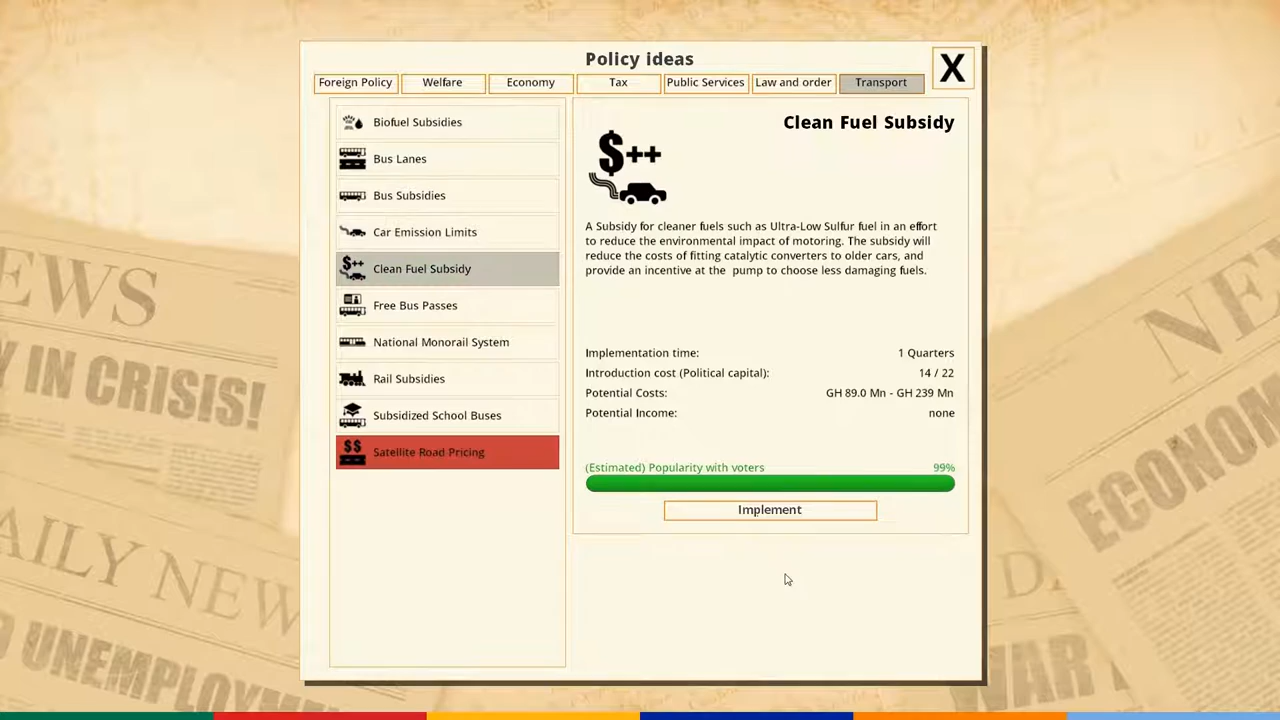 Policy ideas
X
Foreign Policy
Welfare
Economy
Tax
Public Services
Law and order
Transport
Biofuel Subsidies
Bus Lanes
Bus Subsidies
Car Emission Limits
Clean Fuel Subsidy
Free Bus Passes
National Monorail System
Rail Subsidies
Subsidized School Buses
Satellite Road Pricing
Clean Fuel Subsidy
$++
A Subsidy for cleaner fuels such as Ultra-Low Sulfur fuel in an effort
to reduce the environmental impact of motoring. The subsidy will
reduce the costs of fitting catalytic converters to older cars, and
provide an incentive at the pump to choose less damaging fuels.
Implementation time: 1 Quarters
Introduction cost (Political capital): 14 / 22
Potential Costs: GH 89.0 Mn - GH 239 Mn
Potential Income: none
(Estimated) Popularity with voters 99%
Implement
EWS
Y IN CRISIS!
AILY NEW
UNEMPLOYM
NE
ECONOM
WAR